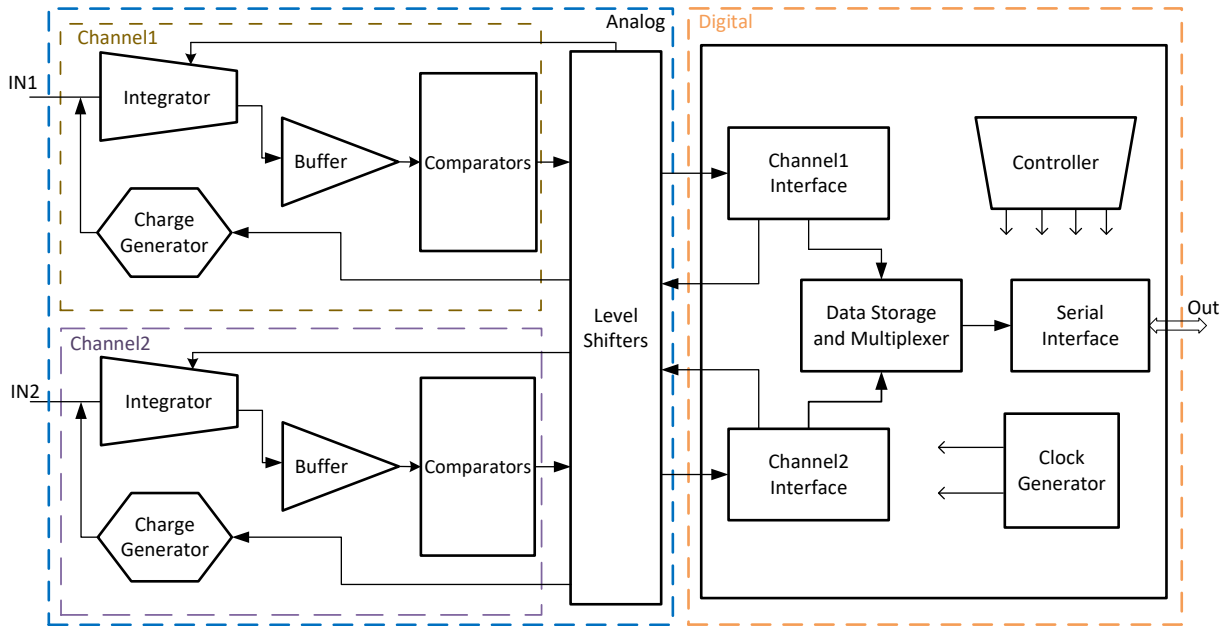 Analog
Digital
Channel1
IN1
Integrator
Buffer
Comparators
Charge
Generator
Channel2
IN2
Integrator
Buffer
Comparators
Charge
Generator
Level
Shifters
Channel1
Interface
Controller
Data Storage
and Multiplexer
Serial
Interface
Out
Channel2
Interface
Clock
Generator